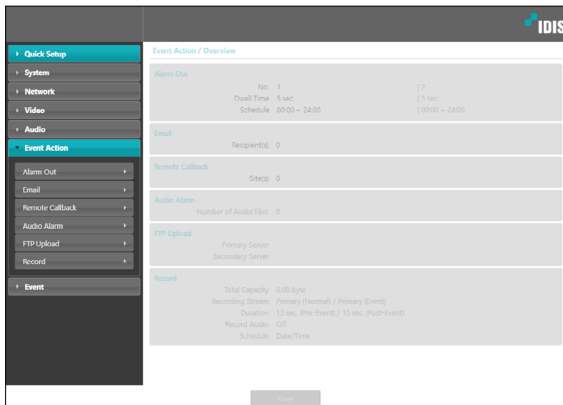 IDIS
Quick Setup
System
Network
Video
Audio
Event Action
Alarm Out
Email
Remote Callback
Audio Alarm
FTP Upload
Record
Event
Event Action / Overview
Alarm Out
No. 1 | 2
Dwell Time 5 sec. | 5 sec.
Schedule 00:00 ~ 24:00 | 00:00 ~ 24:00
Email
Recipient(s) 0
Remote Callback
Site(s) 0
Audio Alarm
Number of Audio Files 0
FTP Upload
Primary Server
Secondary Server
Record
Total Capacity 0.00 byte
Recording Stream Primary (Normal) / Primary (Event)
Duration 15 sec. (Pre-Event) / 15 sec. (Post-Event)
Record Audio Off
Schedule Date/Time
Save